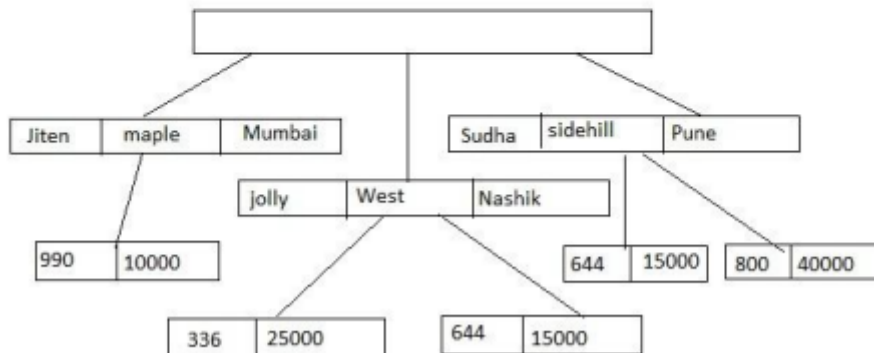 Jiten maple Mumbai
Sudha sidehill Pune
jolly West Nashik
990 10000
644 15000
800 40000
336 25000
644 15000